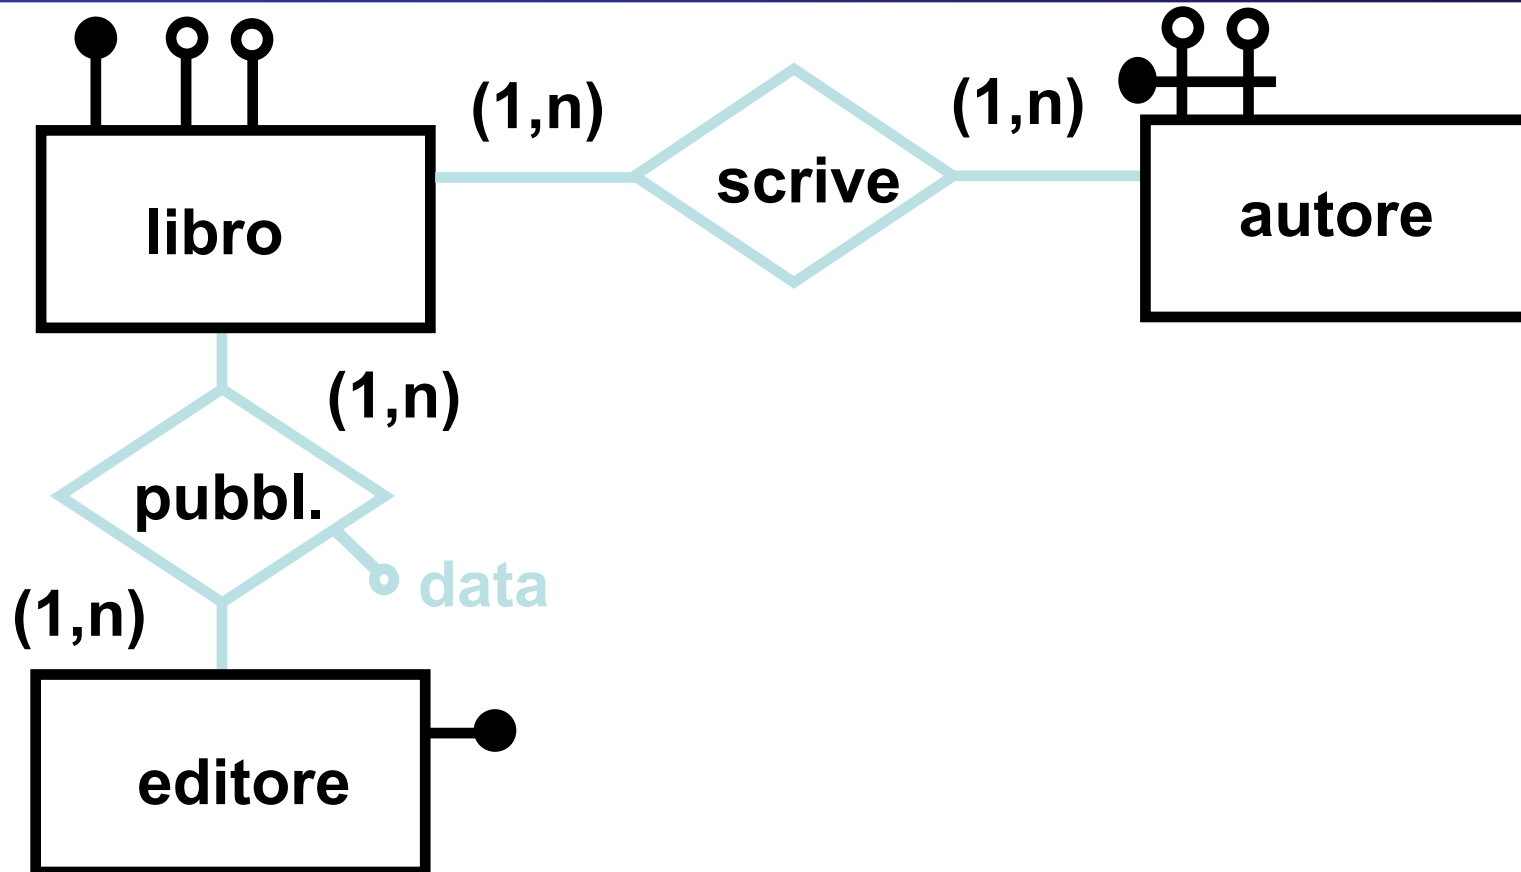 (1,n)
(1,n)
scrive
autore
libro
(1,n)
pubbl.
data
(1,n)
editore